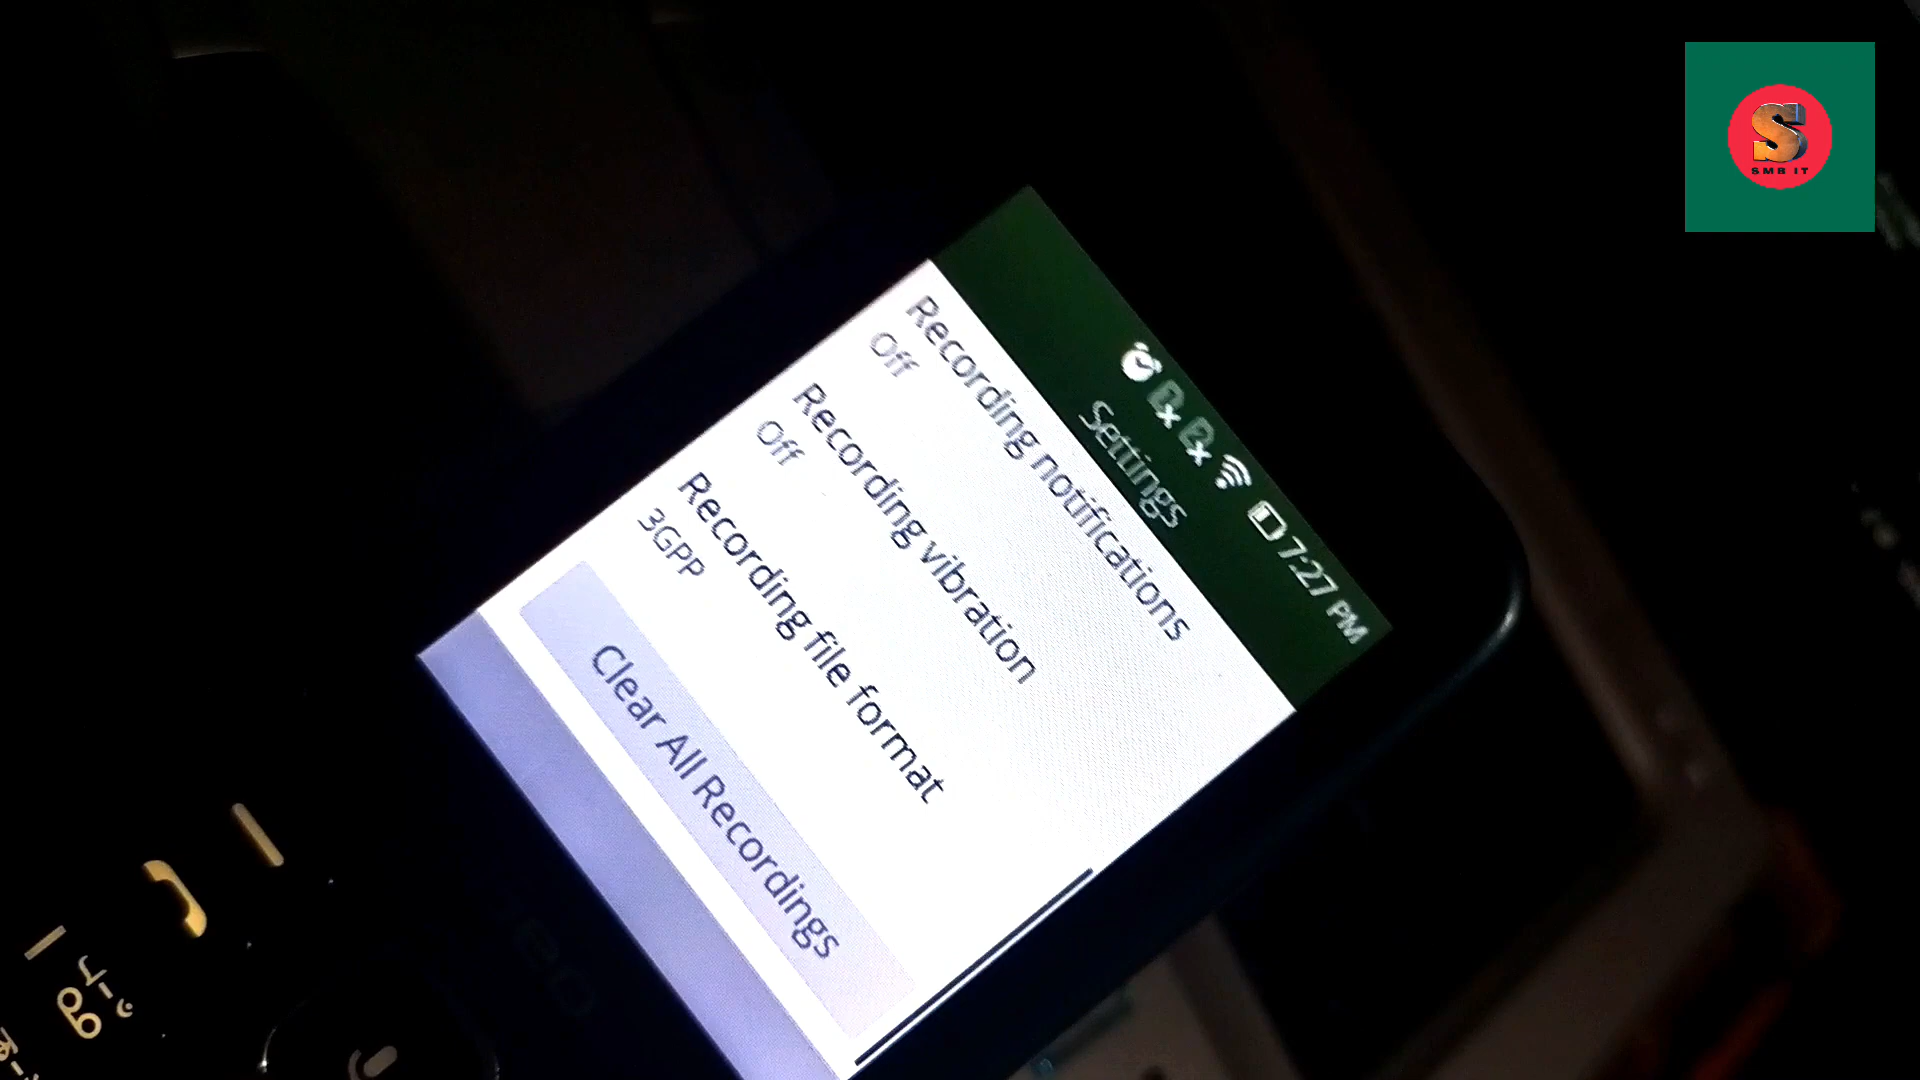 7:27 PM
Settings
Recording notifications
Off
Recording vibration
Off
Recording file format
3GPP
Clear All Recordings
S
SMB IT